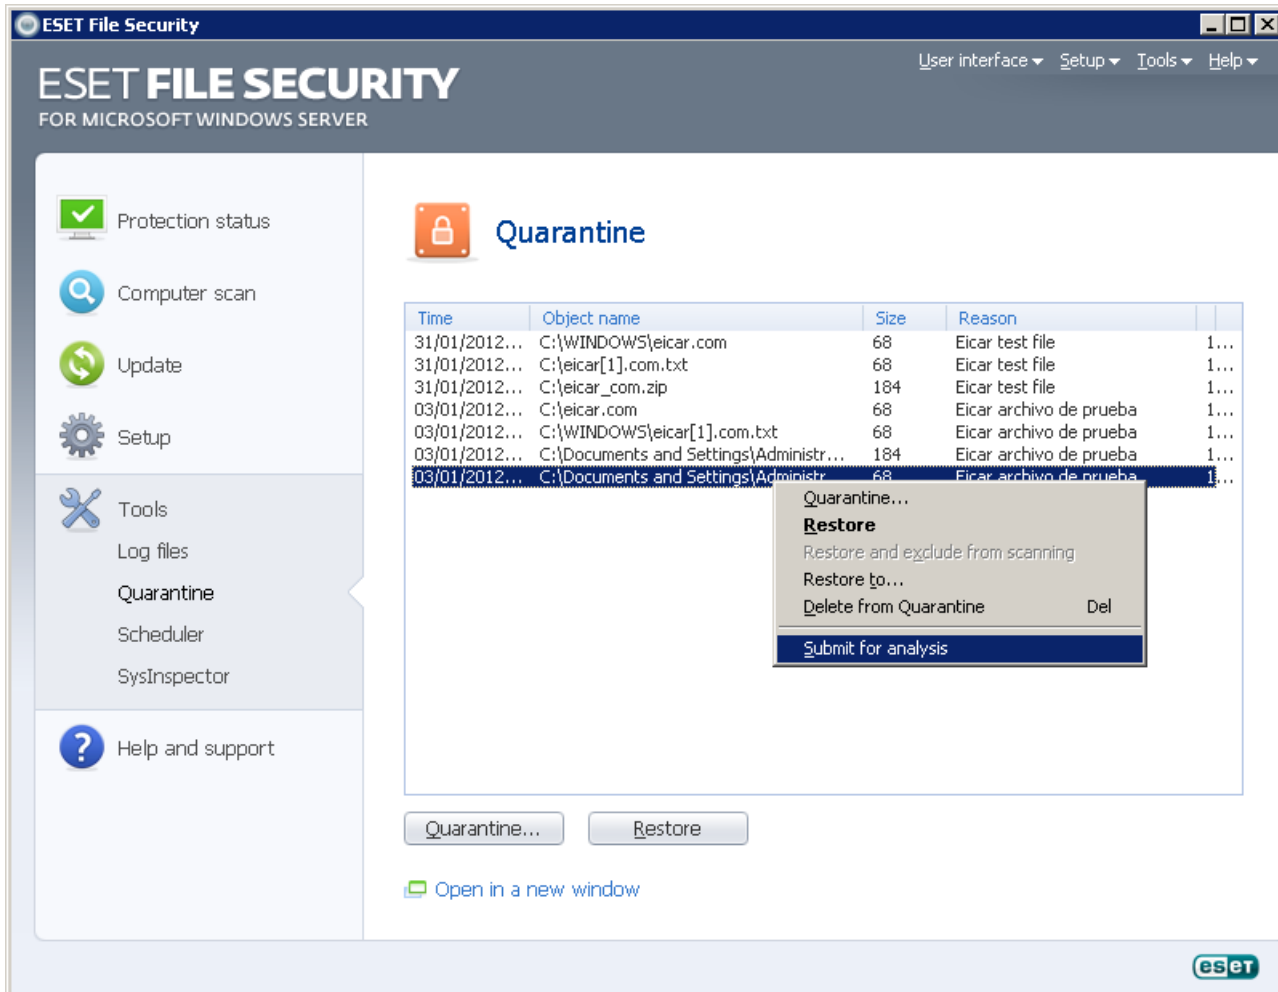 ESET File Security
User interface Setup Tools Help
ESET FILE SECURITY
FOR MICROSOFT WINDOWS SERVER
Protection status
Computer scan
Update
Setup
Tools
Log files
Quarantine
Scheduler
SysInspector
Help and support
Quarantine
Time Object name Size Reason
31/01/2012... C:\WINDOWS\eicar.com 68 Eicar test file 1...
31/01/2012... C:\eicar[1].com.txt 68 Eicar test file 1...
31/01/2012... C:\eicar_com.zip 184 Eicar test file 1...
03/01/2012... C:\eicar.com 68 Eicar archivo de prueba 1...
03/01/2012... C:\WINDOWS\eicar[1].com.txt 68 Eicar archivo de prueba 1...
03/01/2012... C:\Documents and Settings\Administr... 184 Eicar archivo de prueba 1...
03/01/2012... C:\Documents and Settings\Administr 68 Eicar archivo de prueba 1...
Quarantine...
Restore
Restore and exclude from scanning
Restore to...
Delete from Quarantine Del
Submit for analysis
Quarantine... Restore
Open in a new window
eseT